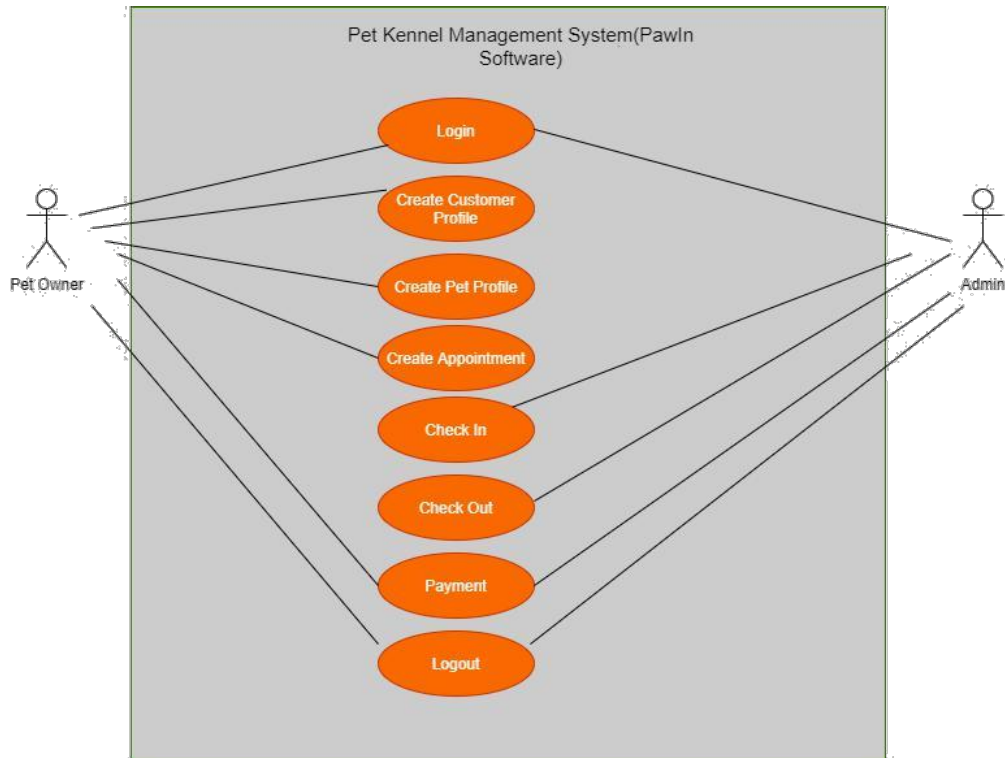 Pet Kennel Management System(PawIn
Software)
Login
Create Customer
Profile
Pet Owner
Create Pet Profile
Admin
Create Appointment
Check In
Check Out
Payment
Logout